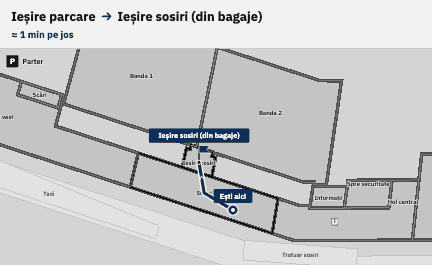 Ieșire parcare → Ieșire sosiri (din bagaje)
≈ 1 min pe jos
P Parter
Banda 1
Scări
Banda 2
vest
Ieșire sosiri (din bagaje)
Spre securitate
Ești aici
Informații
Hol central
Taxi
i
Trotuar sosiri